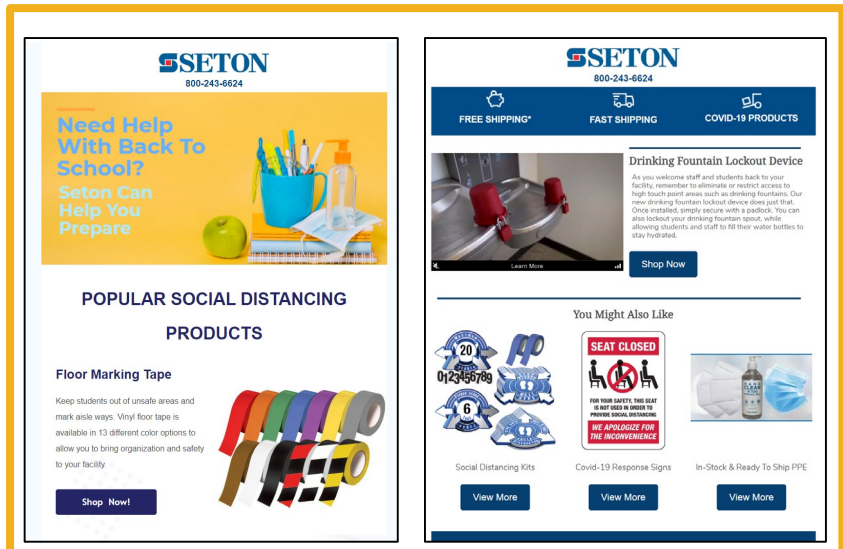 SETON
800-243-6624
Need Help
With Back To
School?
Seton Can
Help You
Prepare
POPULAR SOCIAL DISTANCING
PRODUCTS
Floor Marking Tape
Keep students out of unsafe areas and
mark aisle ways. Vinyl floor tape is
available in 13 different color options to
allow you to bring organization and safety
to your facility.
Shop Now!
SETON
800-243-6624
FREE SHIPPING*
FAST SHIPPING
COVID-19 PRODUCTS
Drinking Fountain Lockout Device
As you welcome staff and students back to your
facility, remember to eliminate or restrict access to
high touch point areas such as drinking fountains. Our
new drinking fountain lockout device does just that.
Once installed, simply secure with a padlock. You can
also lockout your drinking fountain spout, while
allowing students and staff to fill their water bottles to
stay hydrated.
Learn More
Shop Now
You Might Also Like
20
0123456789
6
SEAT CLOSED
FOR YOUR SAFETY, THIS SEAT
IS NOT USED IN ORDER TO
PROVIDE SOCIAL DISTANCING
WE APOLOGIZE FOR
THE INCONVENIENCE
CLEAN
Social Distancing Kits
Covid-19 Response Signs
In-Stock & Ready To Ship PPE
View More
View More
View More